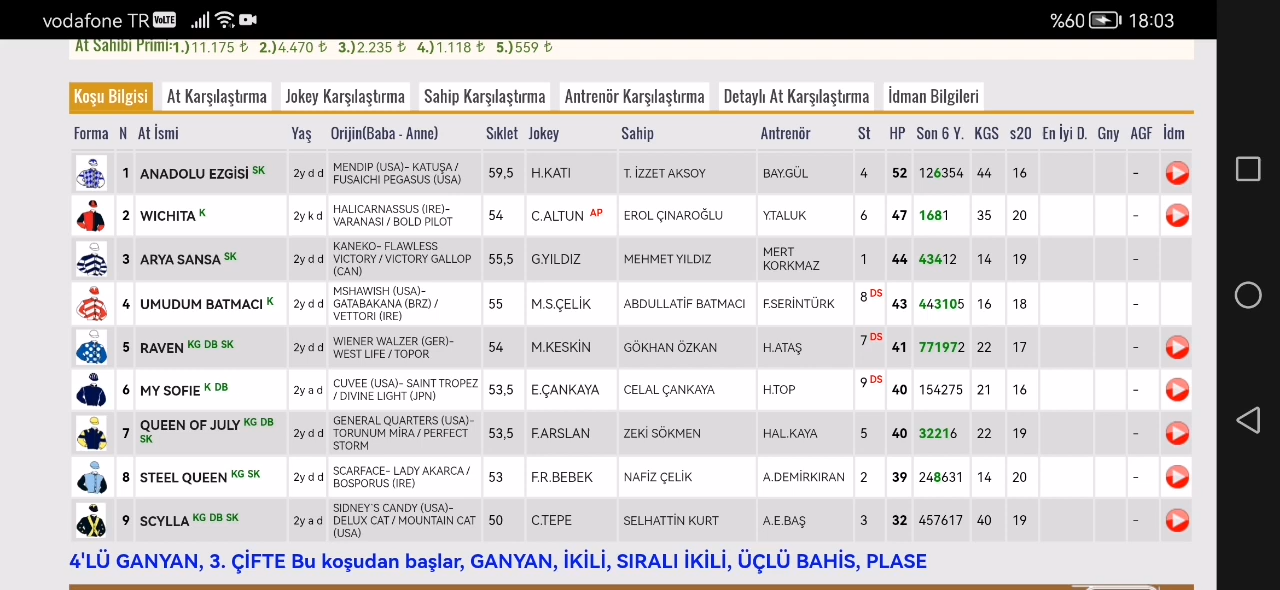 vodafone TR VoLTE %60 18:03
At Sahibi Primi:1.)11.175 ₺ 2.)4.470 ₺ 3.)2.235 ₺ 4.)1.118 ₺ 5.)559 ₺
Koşu Bilgisi At Karşılaştırma Jokey Karşılaştırma Sahip Karşılaştırma Antrenör Karşılaştırma Detaylı At Karşılaştırma İdman Bilgileri
Forma N At İsmi Yaş Orijin(Baba - Anne) Sıklet Jokey Sahip Antrenör St HP Son 6 Y. KGS s20 En İyi D. Gny AGF İdm
1 ANADOLU EZGİSİ SK 2y d d MENDIP (USA)- KATUŞA / 59,5 H.KATI T. İZZET AKSOY BAY.GÜL 4 52 126354 44 16 -
FUSAICHI PEGASUS (USA)
2 WICHITA K 2y k d HALICARNASSUS (IRE)- 54 C.ALTUN AP EROL ÇINAROĞLU Y.TALUK 6 47 1681 35 20 -
VARANASI / BOLD PILOT
3 ARYA SANSA SK 2y d d KANEKO- FLAWLESS 55,5 G.YILDIZ MEHMET YILDIZ MERT 1 44 43412 14 19 -
VICTORY / VICTORY GALLOP KORKMAZ
(CAN)
4 UMUDUM BATMACI K 2y d d MSHAWISH (USA)- 55 M.S.ÇELİK ABDULLATİF BATMACI F.SERİNTÜRK 8 DS 43 443105 16 18 -
GATABAKANA (BRZ) /
VETTORI (IRE)
5 RAVEN KG DB SK 2y d d WIENER WALZER (GER)- 54 M.KESKİN GÖKHAN ÖZKAN H.ATAŞ 7 DS 41 771972 22 17 -
WEST LIFE / TOPOR
6 MY SOFIE K DB 2y a d CUVEE (USA)- SAINT TROPEZ 53,5 E.ÇANKAYA CELAL ÇANKAYA H.TOP 9 DS 40 154275 21 16 -
/ DIVINE LIGHT (JPN)
7 QUEEN OF JULY KG DB 2y d d GENERAL QUARTERS (USA)- 53,5 F.ARSLAN ZEKİ SÖKMEN HAL.KAYA 5 40 32216 22 19 -
SK TORUNUM MİRA / PERFECT
STORM
8 STEEL QUEEN KG SK 2y d d SCARFACE- LADY AKARCA / 53 F.R.BEBEK NAFİZ ÇELİK A.DEMİRKIRAN 2 39 248631 14 20 -
BOSPORUS (IRE)
9 SCYLLA KG DB SK 2y a d SIDNEY'S CANDY (USA)- 50 C.TEPE SELHATTİN KURT A.E.BAŞ 3 32 457617 40 19 -
DELUX CAT / MOUNTAIN CAT
(USA)
4'LÜ GANYAN, 3. ÇİFTE Bu koşudan başlar, GANYAN, İKİLİ, SIRALI İKİLİ, ÜÇLÜ BAHİS, PLASE